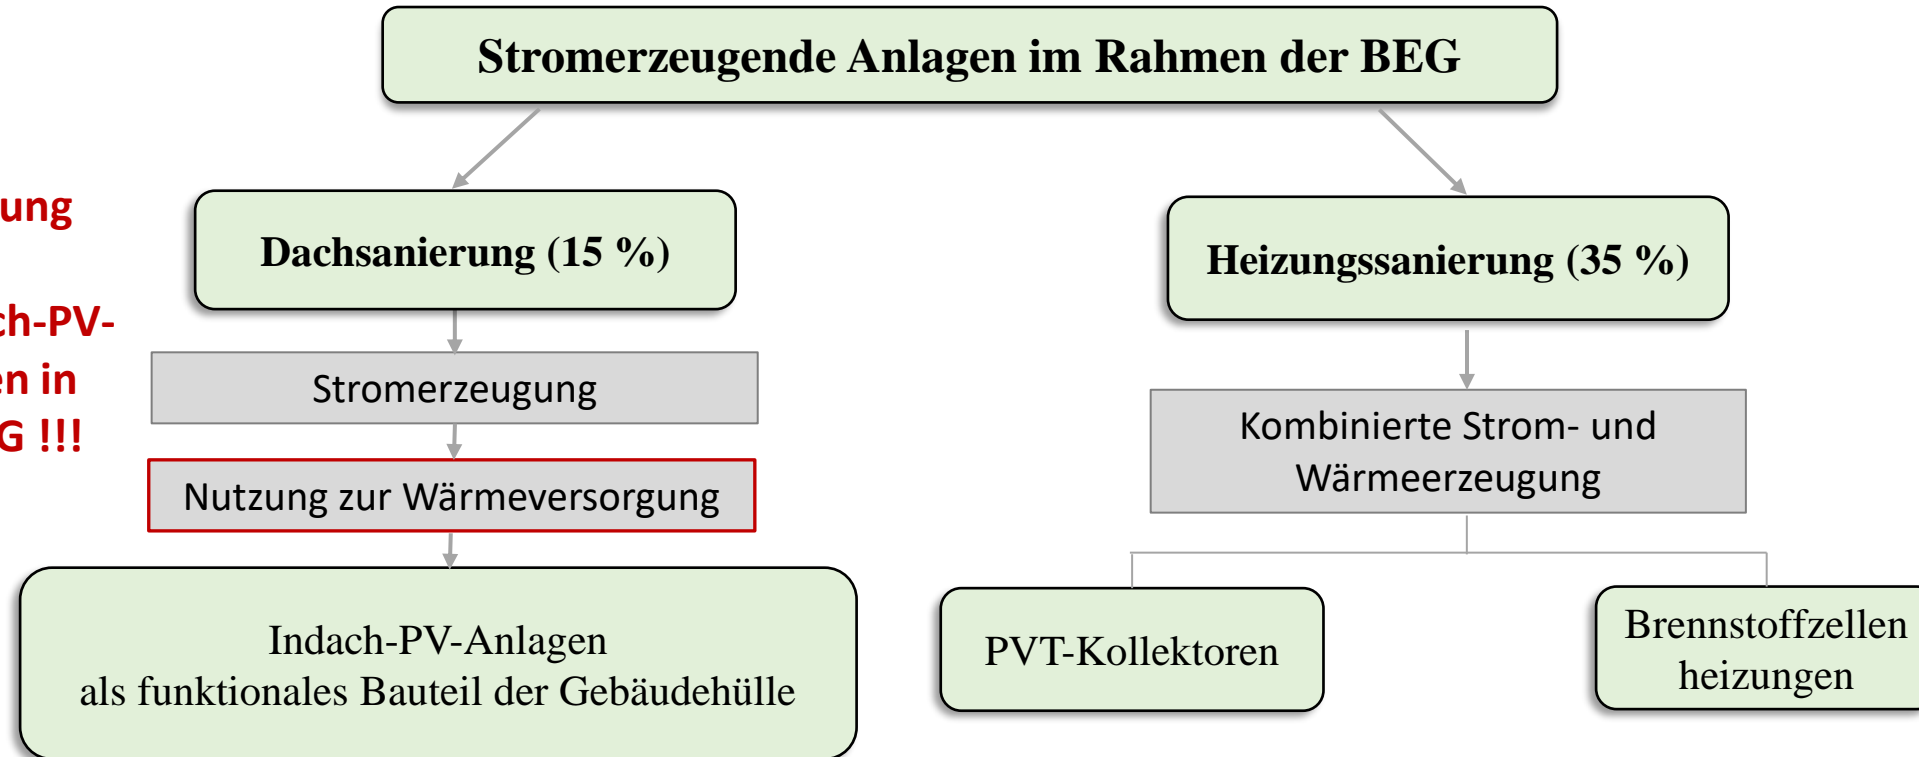 Stromerzeugende Anlagen im Rahmen der BEG
ung
ch-PV-
en in
G !!!
Dachsanierung (15 %)
Stromerzeugung
Nutzung zur Wärmeversorgung
Indach-PV-Anlagen
als funktionales Bauteil der Gebäudehülle
Heizungssanierung (35 %)
Kombinierte Strom- und
Wärmeerzeugung
PVT-Kollektoren
Brennstoffzellen
heizungen